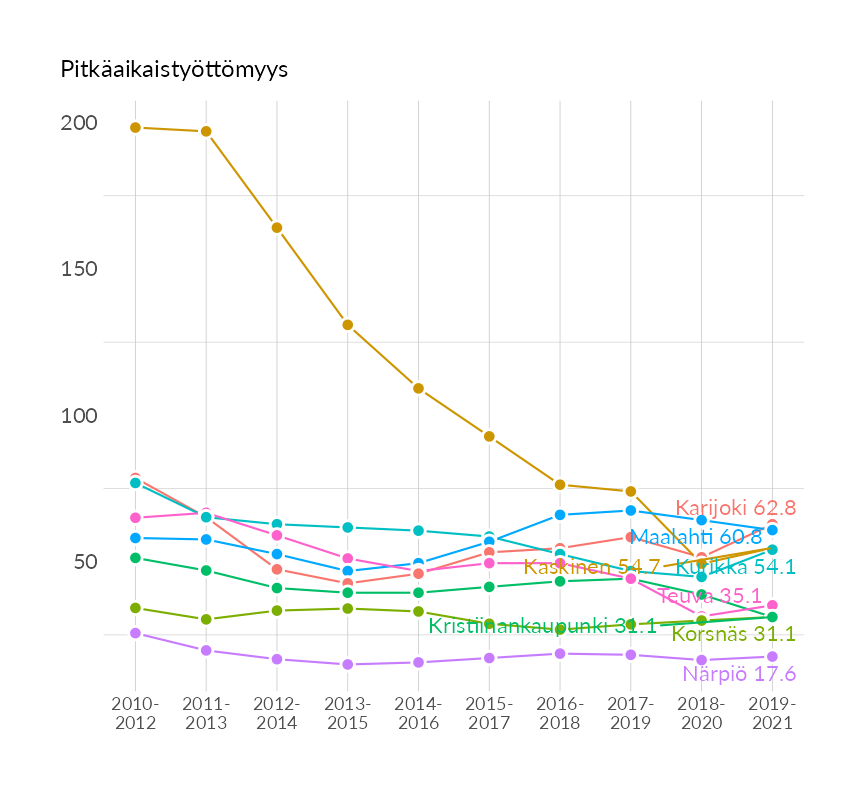 Pitkäaikaistyöttömyys
200
150
100
50
Karijoki 62.8
Maalahti 60.8
Kaskinen 54.7
Kurikka 54.1
Teuva 35.1
Kristiinankaupunki 31.1
Korsnäs 31.1
Närpiö 17.6
2010-
2012
2011-
2013
2012-
2014
2013-
2015
2014-
2016
2015-
2017
2016-
2018
2017-
2019
2018-
2020
2019-
2021